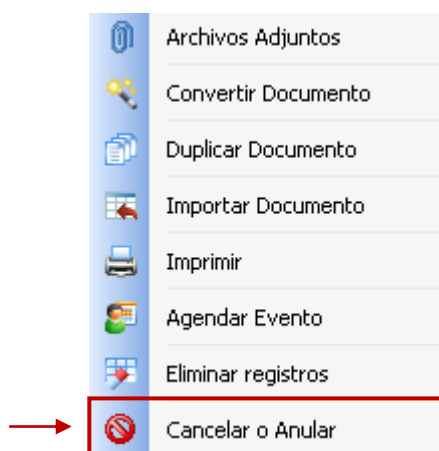 Archivos Adjuntos
Convertir Documento
Duplicar Documento
Importar Documento
Imprimir
Agendar Evento
Eliminar registros
Cancelar o Anular